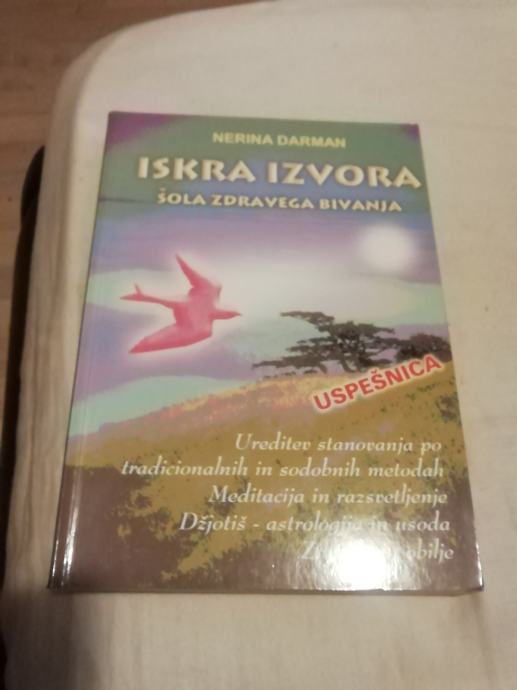 NERINA DARMAN
ISKRA IZVORA
ŠOLA ZDRAVEGA BIVANJA
USPEŠNICA
Ureditev stanovanja po
tradicionalnih in sodobnih metodah
Meditacija in razsvetljenje
Džjotiš - astrologija in usoda
obilje